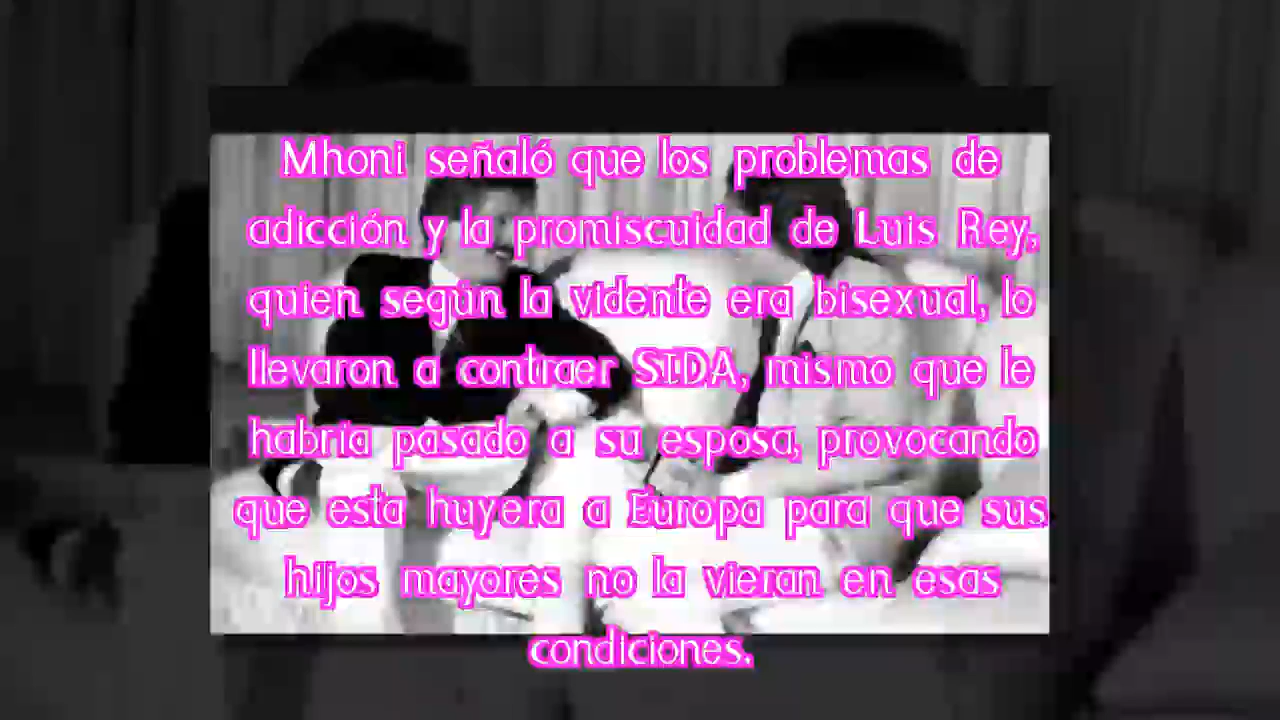 Mhoni señaló que los problemas de
adicción y la promiscuidad de Luis Rey,
quien según la vidente era bisexual, lo
llevaron a contraer SIDA, mismo que le
habría pasado a su esposa, provocando
que esta huyera a Europa para que sus
hijos mayores no la vieran en esas
condiciones.